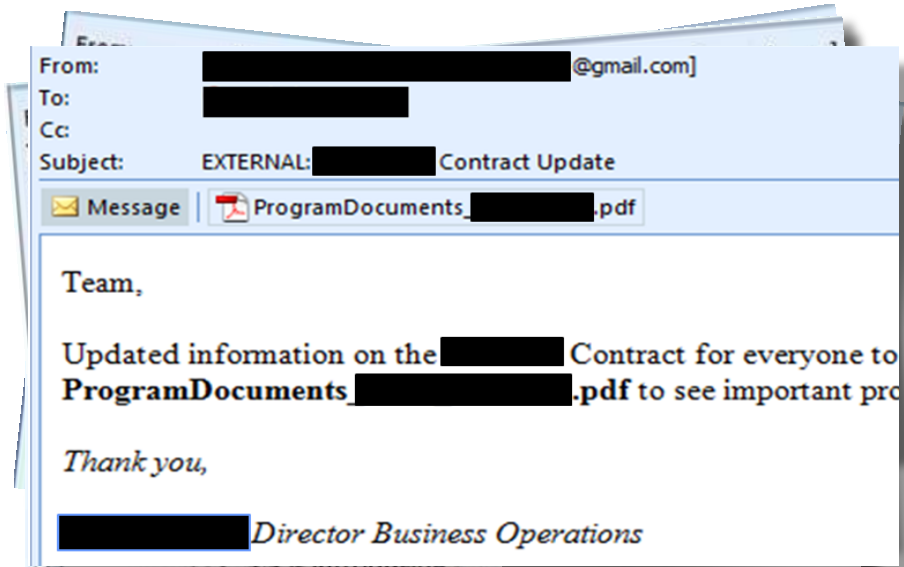 From: @gmail.com]
To:
Cc:
Subject: EXTERNAL: Contract Update
Message ProgramDocuments_ .pdf
Team,
Updated information on the Contract for everyone to
ProgramDocuments_ .pdf to see important pro
Thank you,
Director Business Operations